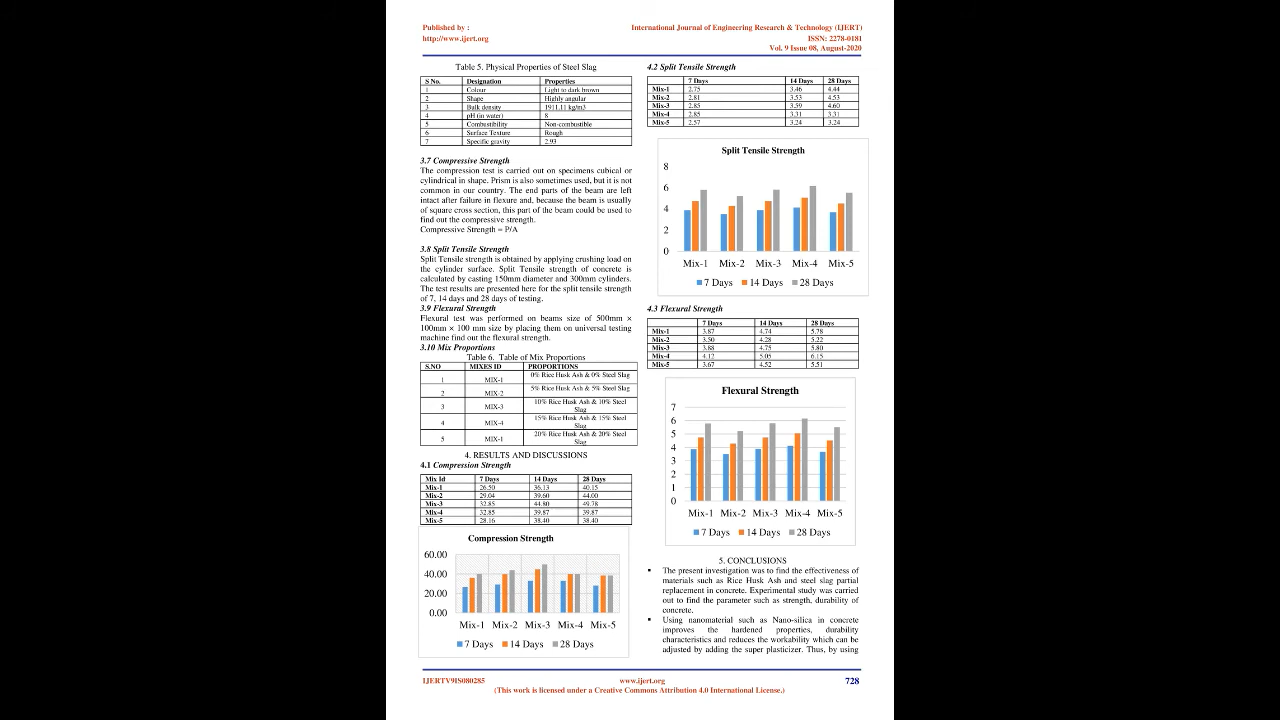 Published by :
International Journal of Engineering Research & Technology (IJERT)
http://www.ijert.org
ISSN: 2278-0181
Vol. 9 Issue 08, August-2020
Table 5. Physical Properties of Steel Slag
S No. Designation Properties
1 Colour Light to dark brown
2 Shape Highly angular
3 Bulk density 1911.11 kg/m3
4 pH (in water) 8
5 Combustibility Non-combustible
6 Surface Texture Rough
7 Specific gravity 2.93
3.7 Compressive Strength
The compression test is carried out on specimens cubical or
cylindrical in shape. Prism is also sometimes used, but it is not
common in our country. The end parts of the beam are left
intact after failure in flexure and, because the beam is usually
of square cross section, this part of the beam could be used to
find out the compressive strength.
Compressive Strength = P/A
3.8 Split Tensile Strength
Split Tensile strength is obtained by applying crushing load on
the cylinder surface. Split Tensile strength of concrete is
calculated by casting 150mm diameter and 300mm cylinders.
The test results are presented here for the split tensile strength
of 7, 14 days and 28 days of testing.
3.9 Flexural Strength
Flexural test was performed on beams size of 500mm ×
100mm × 100 mm size by placing them on universal testing
machine find out the flexural strength.
3.10 Mix Proportions
Table 6. Table of Mix Proportions
S.NO MIXES ID PROPORTIONS
1 MIX-1 0% Rice Husk Ash & 0% Steel Slag
2 MIX-2 5% Rice Husk Ash & 5% Steel Slag
3 MIX-3 10% Rice Husk Ash & 10% Steel
Slag
4 MIX-4 15% Rice Husk Ash & 15% Steel
Slag
5 MIX-1 20% Rice Husk Ash & 20% Steel
Slag
4. RESULTS AND DISCUSSIONS
4.1 Compression Strength
Mix Id 7 Days 14 Days 28 Days
Mix-1 26.50 36.13 40.15
Mix-2 29.04 39.60 44.00
Mix-3 32.85 44.80 49.78
Mix-4 32.85 39.87 39.87
Mix-5 28.16 38.40 38.40
Compression Strength
60.00
40.00
20.00
0.00
Mix-1 Mix-2 Mix-3 Mix-4 Mix-5
7 Days 14 Days 28 Days
4.2 Split Tensile Strength
7 Days 14 Days 28 Days
Mix-1 2.75 3.46 4.44
Mix-2 2.81 3.53 4.53
Mix-3 2.85 3.59 4.60
Mix-4 2.85 3.31 3.31
Mix-5 2.57 3.24 3.24
Split Tensile Strength
8
6
4
2
0
Mix-1 Mix-2 Mix-3 Mix-4 Mix-5
7 Days 14 Days 28 Days
4.3 Flexural Strength
7 Days 14 Days 28 Days
Mix-1 3.87 4.74 5.78
Mix-2 3.50 4.28 5.22
Mix-3 3.88 4.75 5.80
Mix-4 4.12 5.05 6.15
Mix-5 3.67 4.52 5.51
Flexural Strength
7
6
5
4
3
2
1
0
Mix-1 Mix-2 Mix-3 Mix-4 Mix-5
7 Days 14 Days 28 Days
5. CONCLUSIONS
▪ The present investigation was to find the effectiveness of
materials such as Rice Husk Ash and steel slag partial
replacement in concrete. Experimental study was carried
out to find the parameter such as strength, durability of
concrete.
▪ Using nanomaterial such as Nano-silica in concrete
improves the hardened properties, durability
characteristics and reduces the workability which can be
adjusted by adding the super plasticizer. Thus, by using
IJERTV9IS080285
www.ijert.org
728
(This work is licensed under a Creative Commons Attribution 4.0 International License.)